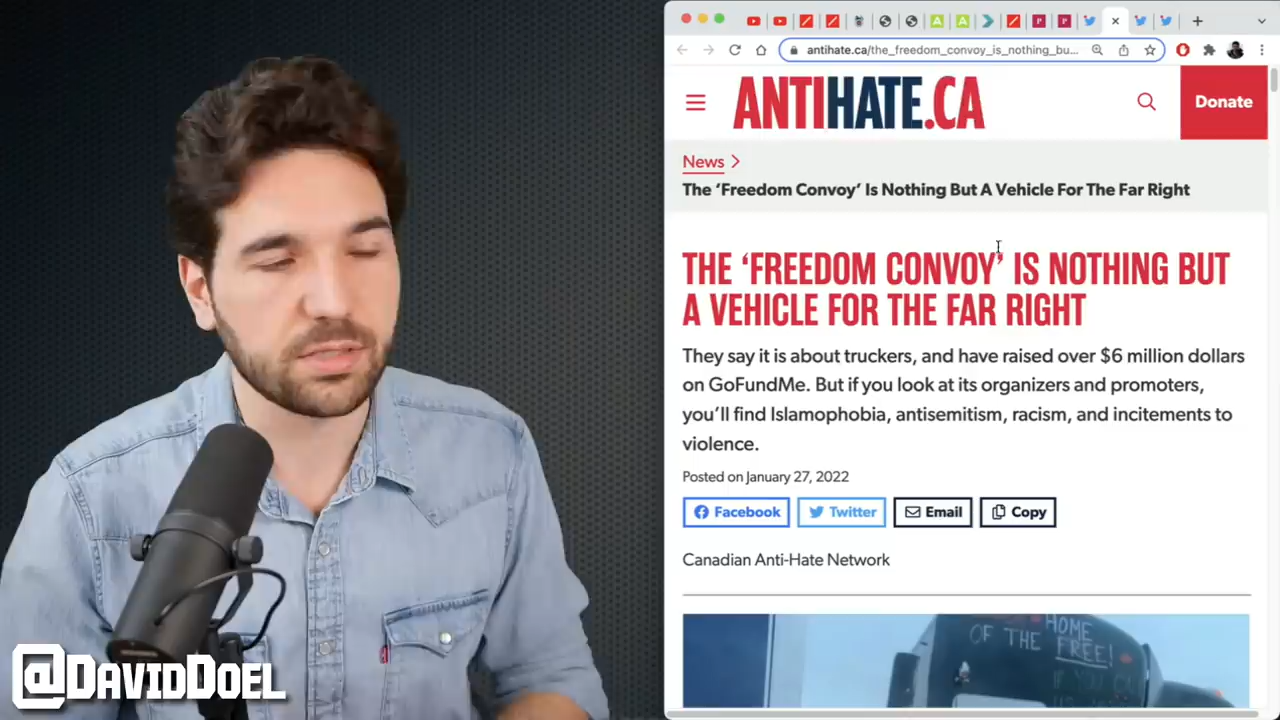 antihate.ca/the_freedom_convoy_is_nothing_bu...
ANTIHATE.CA
Donate
News >
The ‘Freedom Convoy’ Is Nothing But A Vehicle For The Far Right
THE ‘FREEDOM CONVOY’ IS NOTHING BUT
A VEHICLE FOR THE FAR RIGHT
They say it is about truckers, and have raised over $6 million dollars
on GoFundMe. But if you look at its organizers and promoters,
you’ll find Islamophobia, antisemitism, racism, and incitements to
violence.
Posted on January 27, 2022
Facebook
Twitter
Email
Copy
Canadian Anti-Hate Network
HOME
OF THE FREE!
IF YOU
@DAVIDDOEL